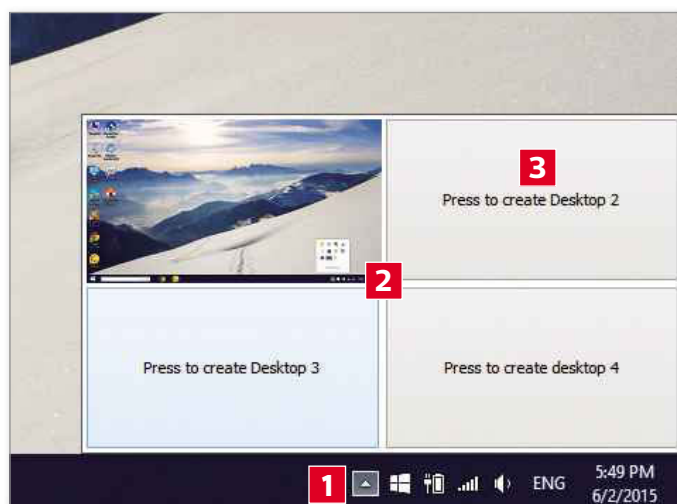 3
Press to create Desktop 2
2
Press to create Desktop 3
Press to create desktop 4
1
ENG
5:49 PM
6/2/2015